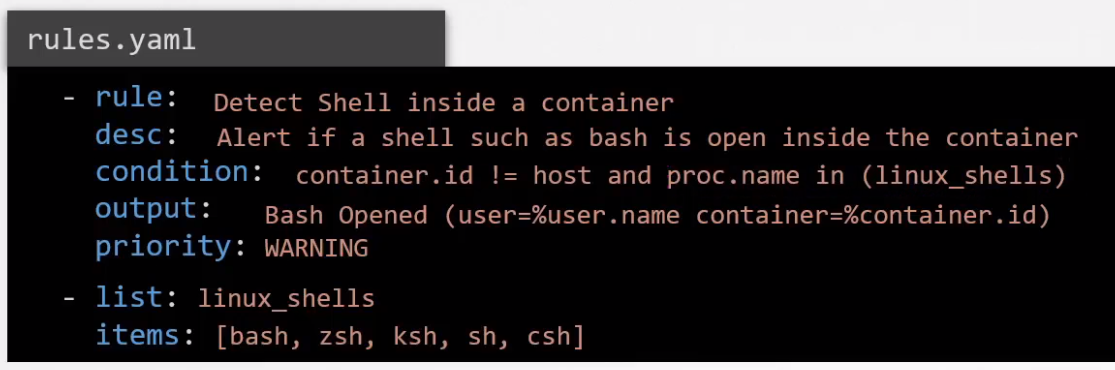 rules.yaml
- rule: Detect Shell inside a container
desc: Alert if a shell such as bash is open inside the container
condition: container.id != host and proc.name in (linux_shells)
output: Bash Opened (user=%user.name container=%container.id)
priority: WARNING
- list: linux_shells
items: [bash, zsh, ksh, sh, csh]